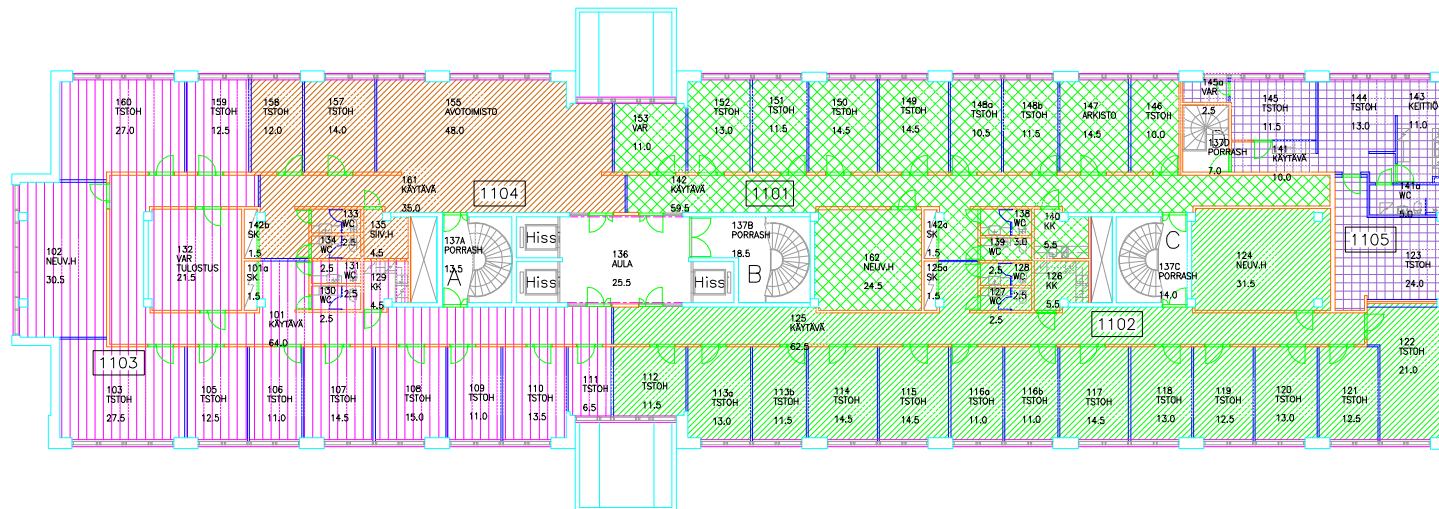 160
TSTOH
27.0
159
TSTOH
12.5
158
TSTOH
12.0
157
TSTOH
14.0
155
AVOTOIMISTO
48.0
153
VAR
11.0
152
TSTOH
13.0
151
TSTOH
11.5
150
TSTOH
14.5
149
TSTOH
14.5
148a
TSTOH
10.5
148b
TSTOH
11.5
147
ARKISTO
14.5
146
TSTOH
10.0
145a
VAR
2.5
145
TSTOH
11.5
144
TSTOH
13.0
143
KEITTIÖ
11.0
137D
PORRASH
7.0
141
KÄYTÄVÄ
10.0
161
KÄYTÄVÄ
35.0
1104
142
KÄYTÄVÄ
59.5
1101
141a
WC
5.0
102
NEUV.H
30.5
132
VAR
TULOSTUS
21.5
142b
SK
1.5
133
WC
2.5
134
WC
2.5
135
SIIV.H
4.5
101a
SK
1.5
131
WC
2.5
130
WC
2.5
129
KK
4.5
137A
PORRASH
13.5
A
Hiss
Hiss
136
AULA
25.5
Hiss
137B
PORRASH
18.5
B
162
NEUV.H
24.5
142a
SK
1.5
125a
SK
1.5
138
WC
3.0
139
WC
2.5
140
KK
5.5
128
WC
2.5
127
WC
2.5
126
KK
5.5
C
137C
PORRASH
14.0
124
NEUV.H
31.5
1105
123
TSTOH
24.0
101
KÄYTÄVÄ
64.0
125
KÄYTÄVÄ
62.5
1102
1103
103
TSTOH
27.5
105
TSTOH
12.5
106
TSTOH
11.0
107
TSTOH
14.5
108
TSTOH
15.0
109
TSTOH
11.0
110
TSTOH
13.5
111
TSTOH
6.5
112
TSTOH
11.5
113a
TSTOH
13.0
113b
TSTOH
11.5
114
TSTOH
14.5
115
TSTOH
14.5
116a
TSTOH
11.0
116b
TSTOH
11.0
117
TSTOH
14.5
118
TSTOH
13.0
119
TSTOH
12.5
120
TSTOH
13.0
121
TSTOH
12.5
122
TSTOH
21.0